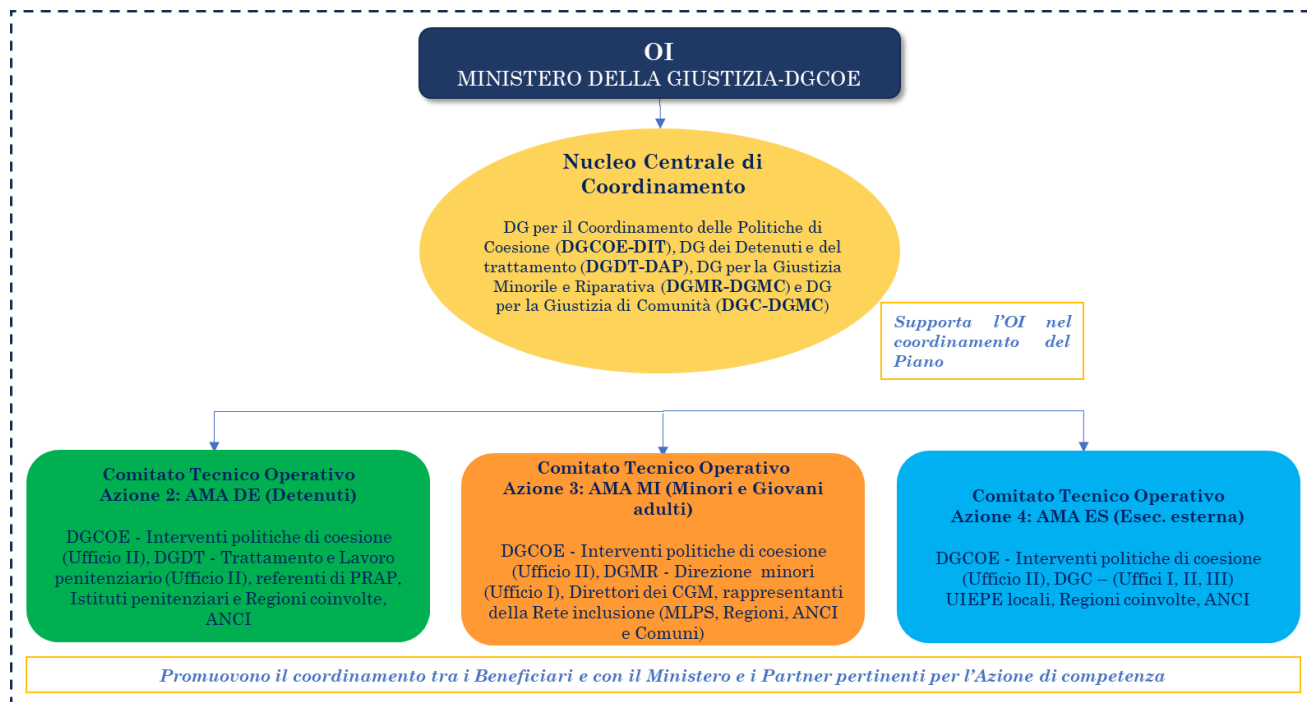 OI
MINISTERO DELLA GIUSTIZIA-DGCOE
Nucleo Centrale di
Coordinamento
DG per il Coordinamento delle Politiche di
Coesione (DGCOE-DIT), DG dei Detenuti e del
trattamento (DGDT-DAP), DG per la Giustizia
Minorile e Riparativa (DGMR-DGMC) e DG
per la Giustizia di Comunità (DGC-DGMC)
Supporta l'OI nel
coordinamento del
Piano
Comitato Tecnico Operativo
Azione 2: AMA DE (Detenuti)
DGCOE - Interventi politiche di coesione
(Ufficio II), DGDT - Trattamento e Lavoro
penitenziario (Ufficio II), referenti di PRAP,
Istituti penitenziari e Regioni coinvolte,
ANCI
Comitato Tecnico Operativo
Azione 3: AMA MI (Minori e Giovani
adulti)
DGCOE - Interventi politiche di coesione
(Ufficio II), DGMR - Direzione minori
(Ufficio I), Direttori dei CGM, rappresentanti
della Rete inclusione (MLPS, Regioni, ANCI
e Comuni)
Comitato Tecnico Operativo
Azione 4: AMA ES (Esec. esterna)
DGCOE - Interventi politiche di coesione
(Ufficio II), DGC – (Uffici I, II, III)
UIEPE locali, Regioni coinvolte, ANCI
Promuovono il coordinamento tra i Beneficiari e con il Ministero e i Partner pertinenti per l'Azione di competenza